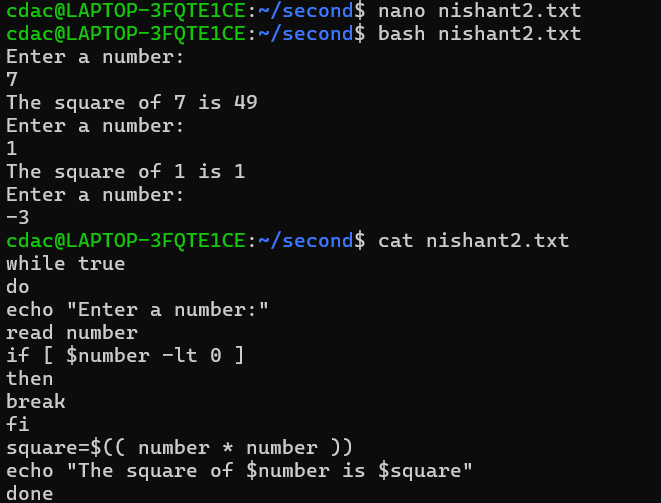 cdac@LAPTOP-3FQTE1CE:~/second$ nano nishant2.txt
cdac@LAPTOP-3FQTE1CE:~/second$ bash nishant2.txt
Enter a number:
7
The square of 7 is 49
Enter a number:
1
The square of 1 is 1
Enter a number:
-3
cdac@LAPTOP-3FQTE1CE:~/second$ cat nishant2.txt
while true
do
echo "Enter a number:"
read number
if [ $number -lt 0 ]
then
break
fi
square=$(( number * number ))
echo "The square of $number is $square"
done